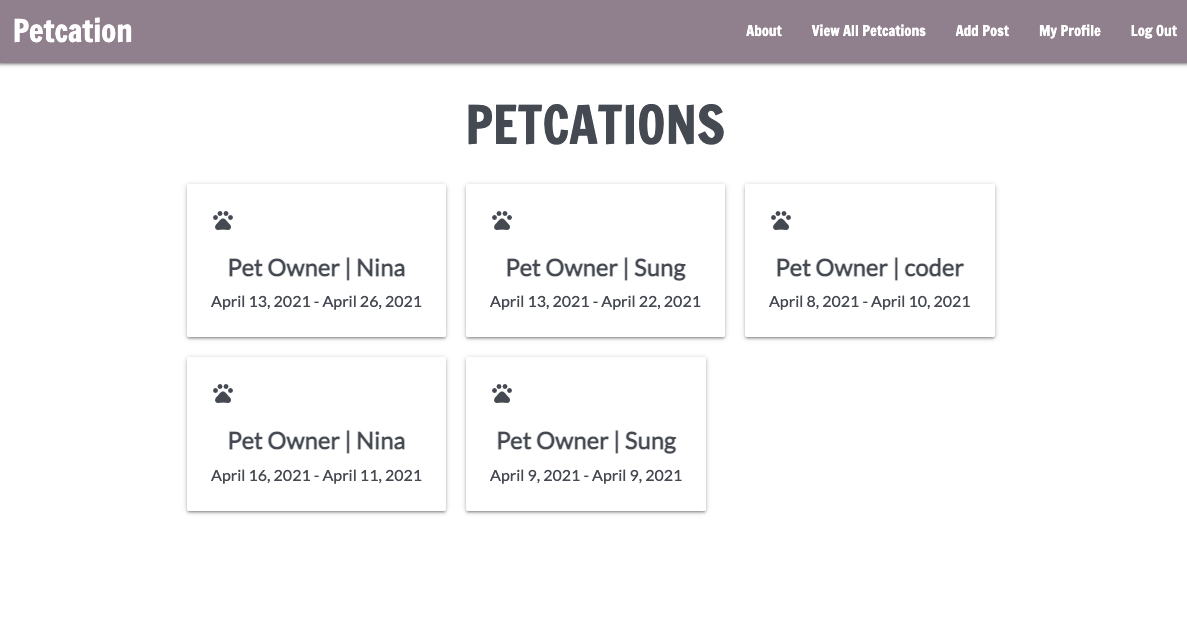 Petcation
About View All Petcations Add Post My Profile Log Out
PETCATIONS
Pet Owner | Nina
April 13, 2021 - April 26, 2021
Pet Owner | Sung
April 13, 2021 - April 22, 2021
Pet Owner | coder
April 8, 2021 - April 10, 2021
Pet Owner | Nina
April 16, 2021 - April 11, 2021
Pet Owner | Sung
April 9, 2021 - April 9, 2021